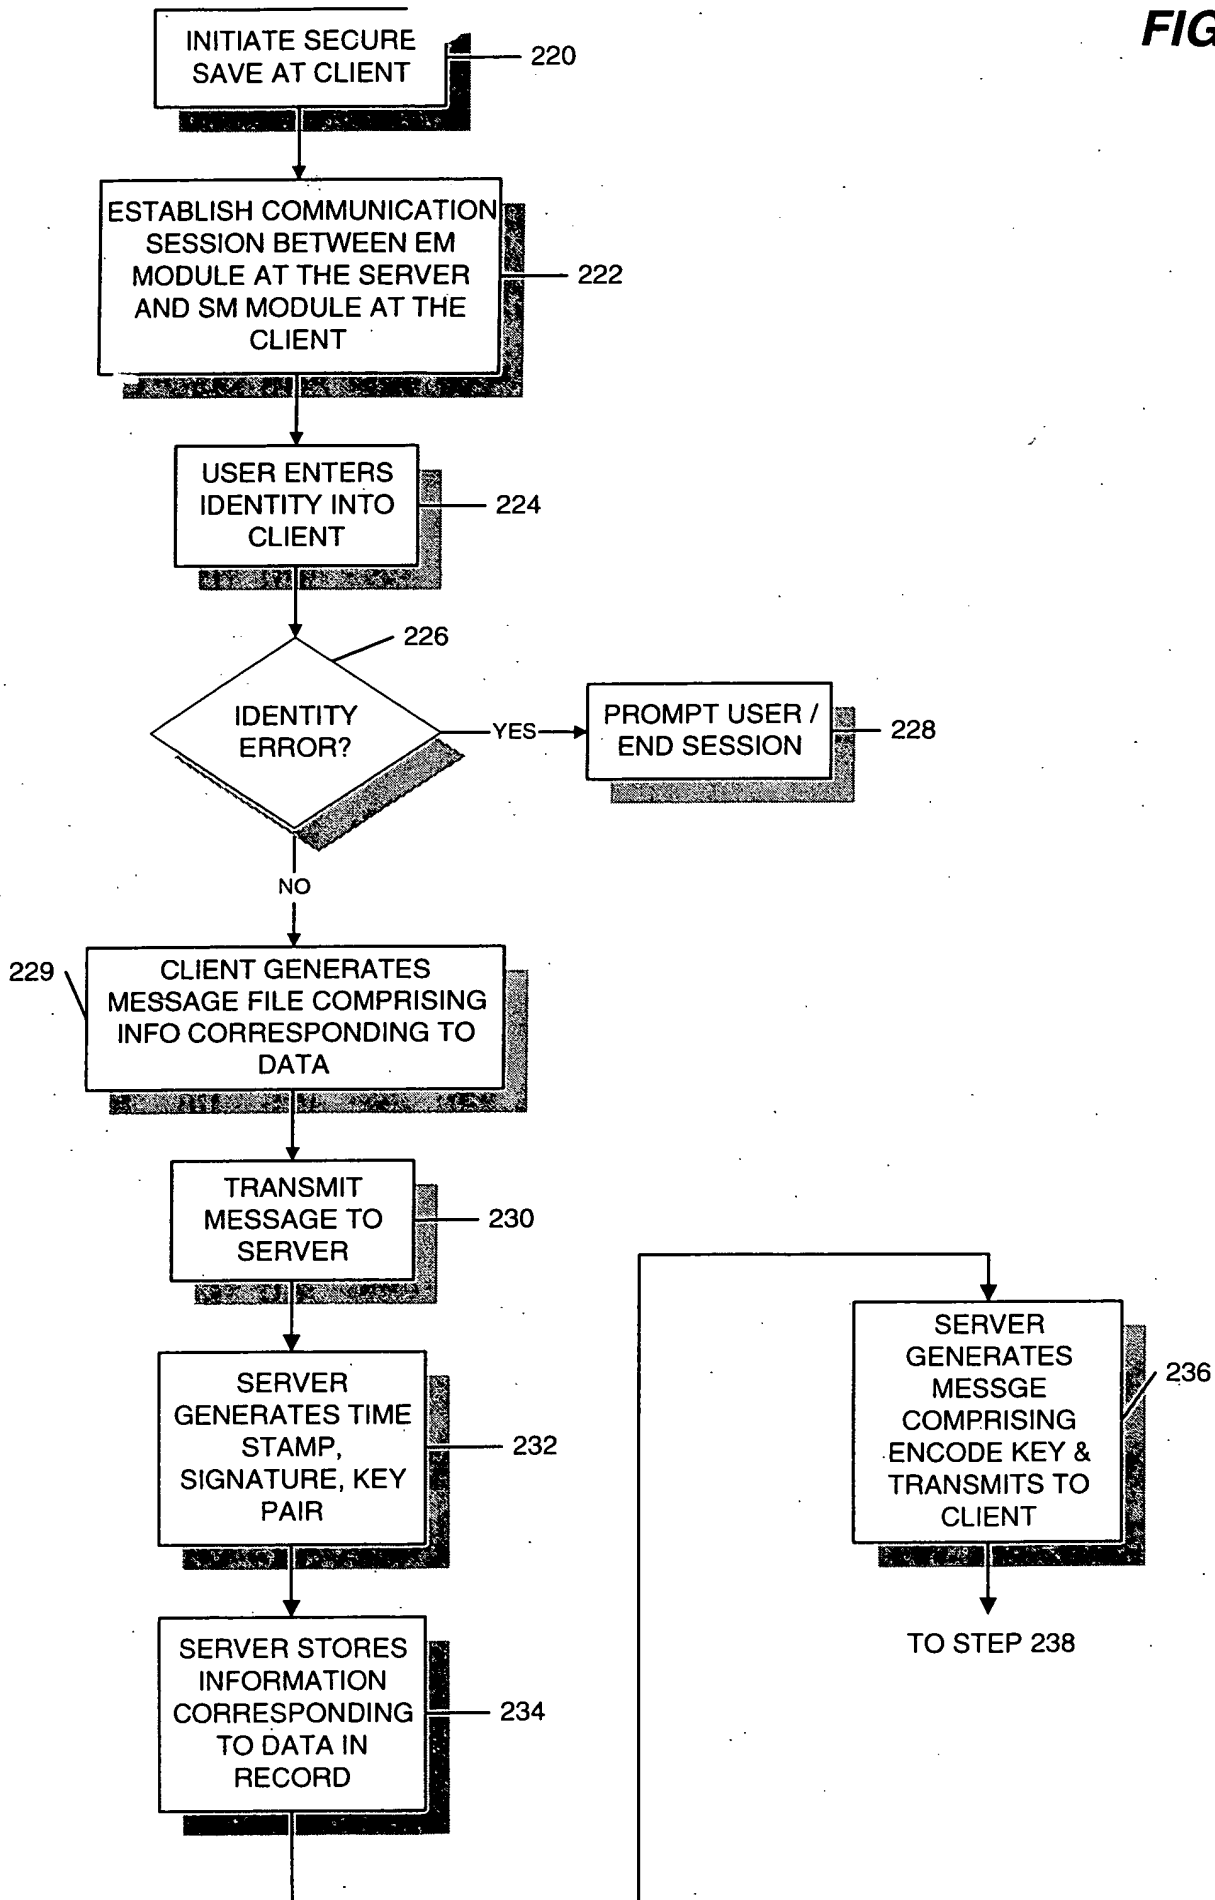 FIG
INITIATE SECURE
SAVE AT CLIENT
220
ESTABLISH COMMUNICATION
SESSION BETWEEN EM
MODULE AT THE SERVER
AND SM MODULE AT THE
CLIENT
222
USER ENTERS
IDENTITY INTO
CLIENT
224
226
IDENTITY
ERROR?
YES
PROMPT USER /
END SESSION
228
NO
229
CLIENT GENERATES
MESSAGE FILE COMPRISING
INFO CORRESPONDING TO
DATA
TRANSMIT
MESSAGE TO
SERVER
230
SERVER
GENERATES TIME
STAMP,
SIGNATURE, KEY
PAIR
232
SERVER STORES
INFORMATION
CORRESPONDING
TO DATA IN
RECORD
234
SERVER
GENERATES
MESSGE
COMPRISING
ENCODE KEY &
TRANSMITS TO
CLIENT
236
TO STEP 238